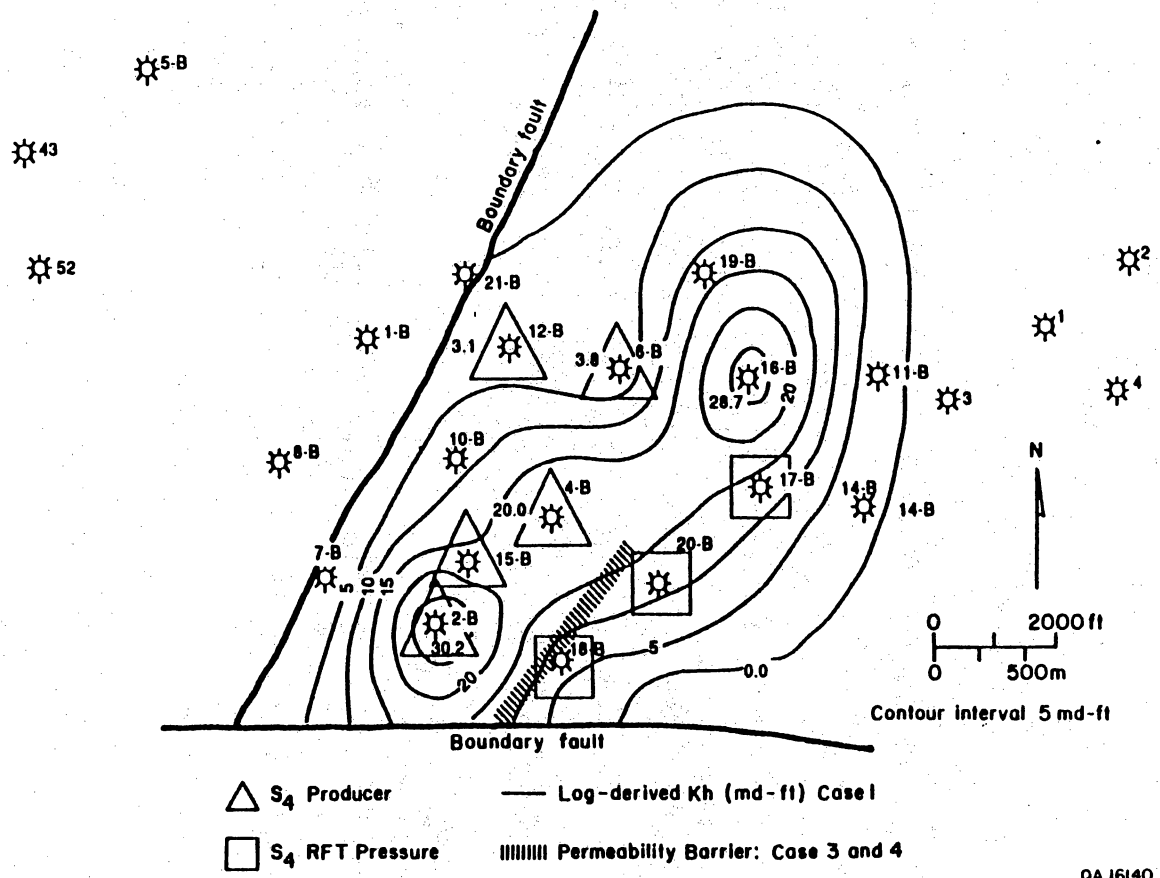 5-B
43
Boundary fault
52
2
19-B
21-B
1
1-B
12-B
3.1
3.8
6-B
16-B
11-B
28.7
20
3
4
N
8-B
10-B
4-B
17-B
14-B
14-B
20.0
20-B
7-B
15-B
5
10
15
2-B
30.2
18-B
20
5
0.0
0 2000 ft
0 500m
Contour interval 5 md-ft
Boundary fault
S4 Producer
Log-derived Kh (md-ft) Case I
S4 RFT Pressure
Permeability Barrier: Case 3 and 4
QA 16140